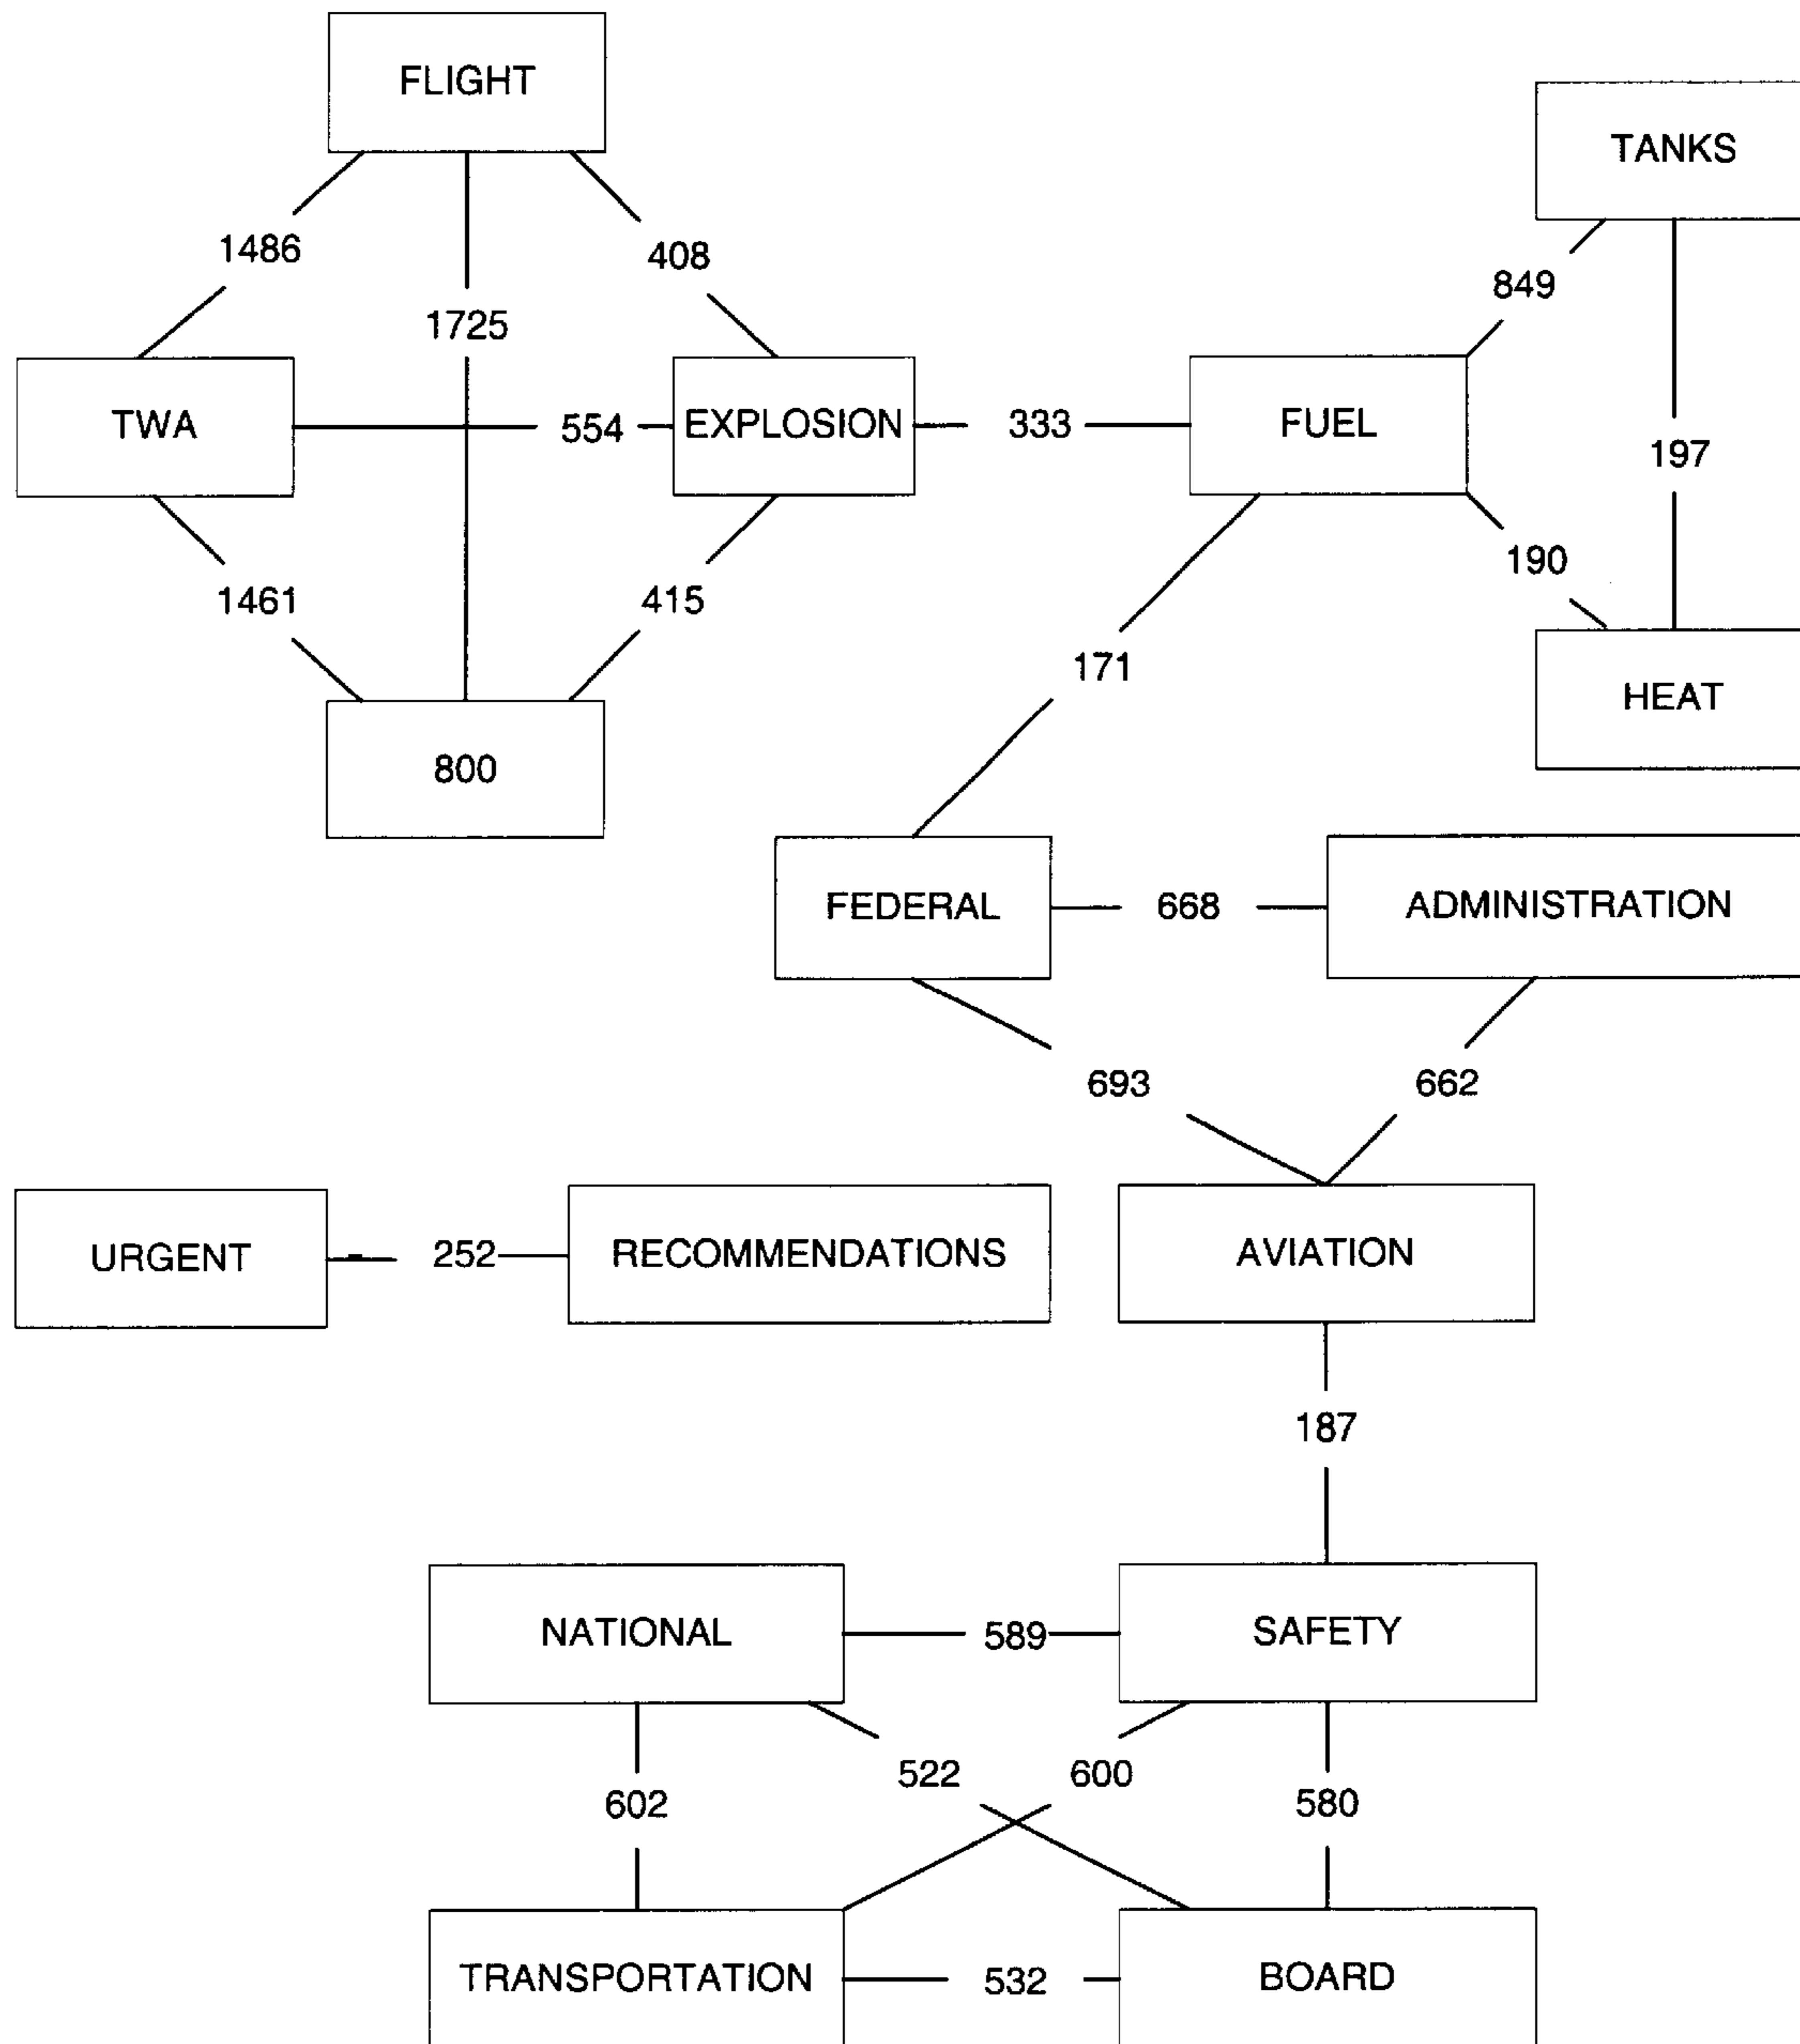 FLIGHT
TANKS
1486
408
849
1725
TWA
554
EXPLOSION
333
FUEL
197
190
1461
415
171
HEAT
800
FEDERAL
668
ADMINISTRATION
693
662
URGENT
252
RECOMMENDATIONS
AVIATION
187
NATIONAL
589
SAFETY
522
600
602
580
TRANSPORTATION
532
BOARD